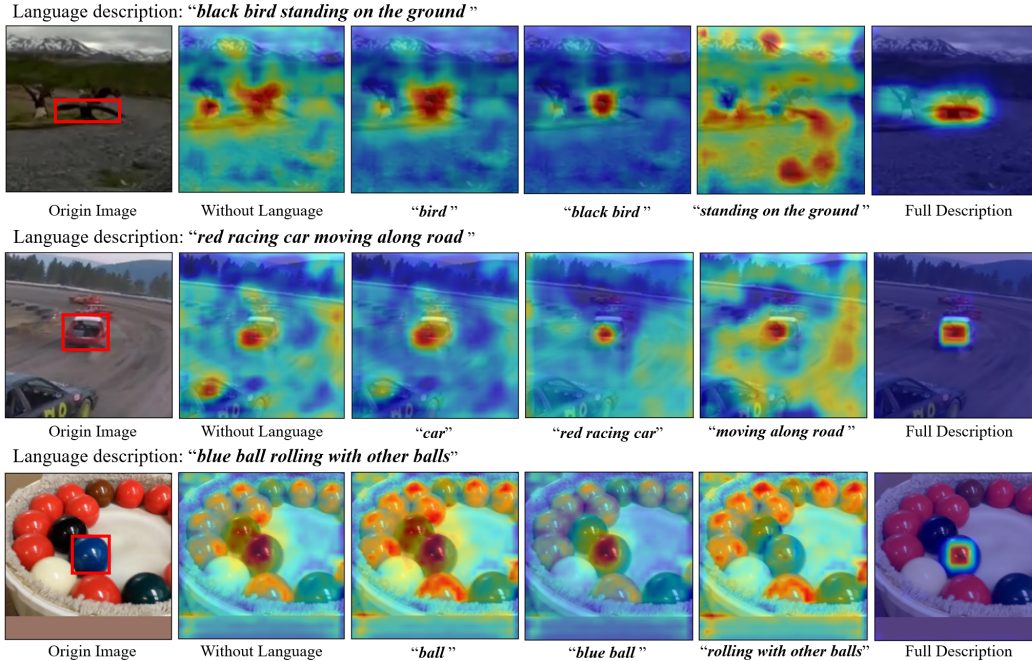 Language description: “black bird standing on the ground ”
Origin Image Without Language “bird ” “black bird ” “standing on the ground ” Full Description
Language description: “red racing car moving along road ”
Origin Image Without Language “car” “red racing car” “moving along road ” Full Description
Language description: “blue ball rolling with other balls”
Origin Image Without Language “ball ” “blue ball ” “rolling with other balls” Full Description